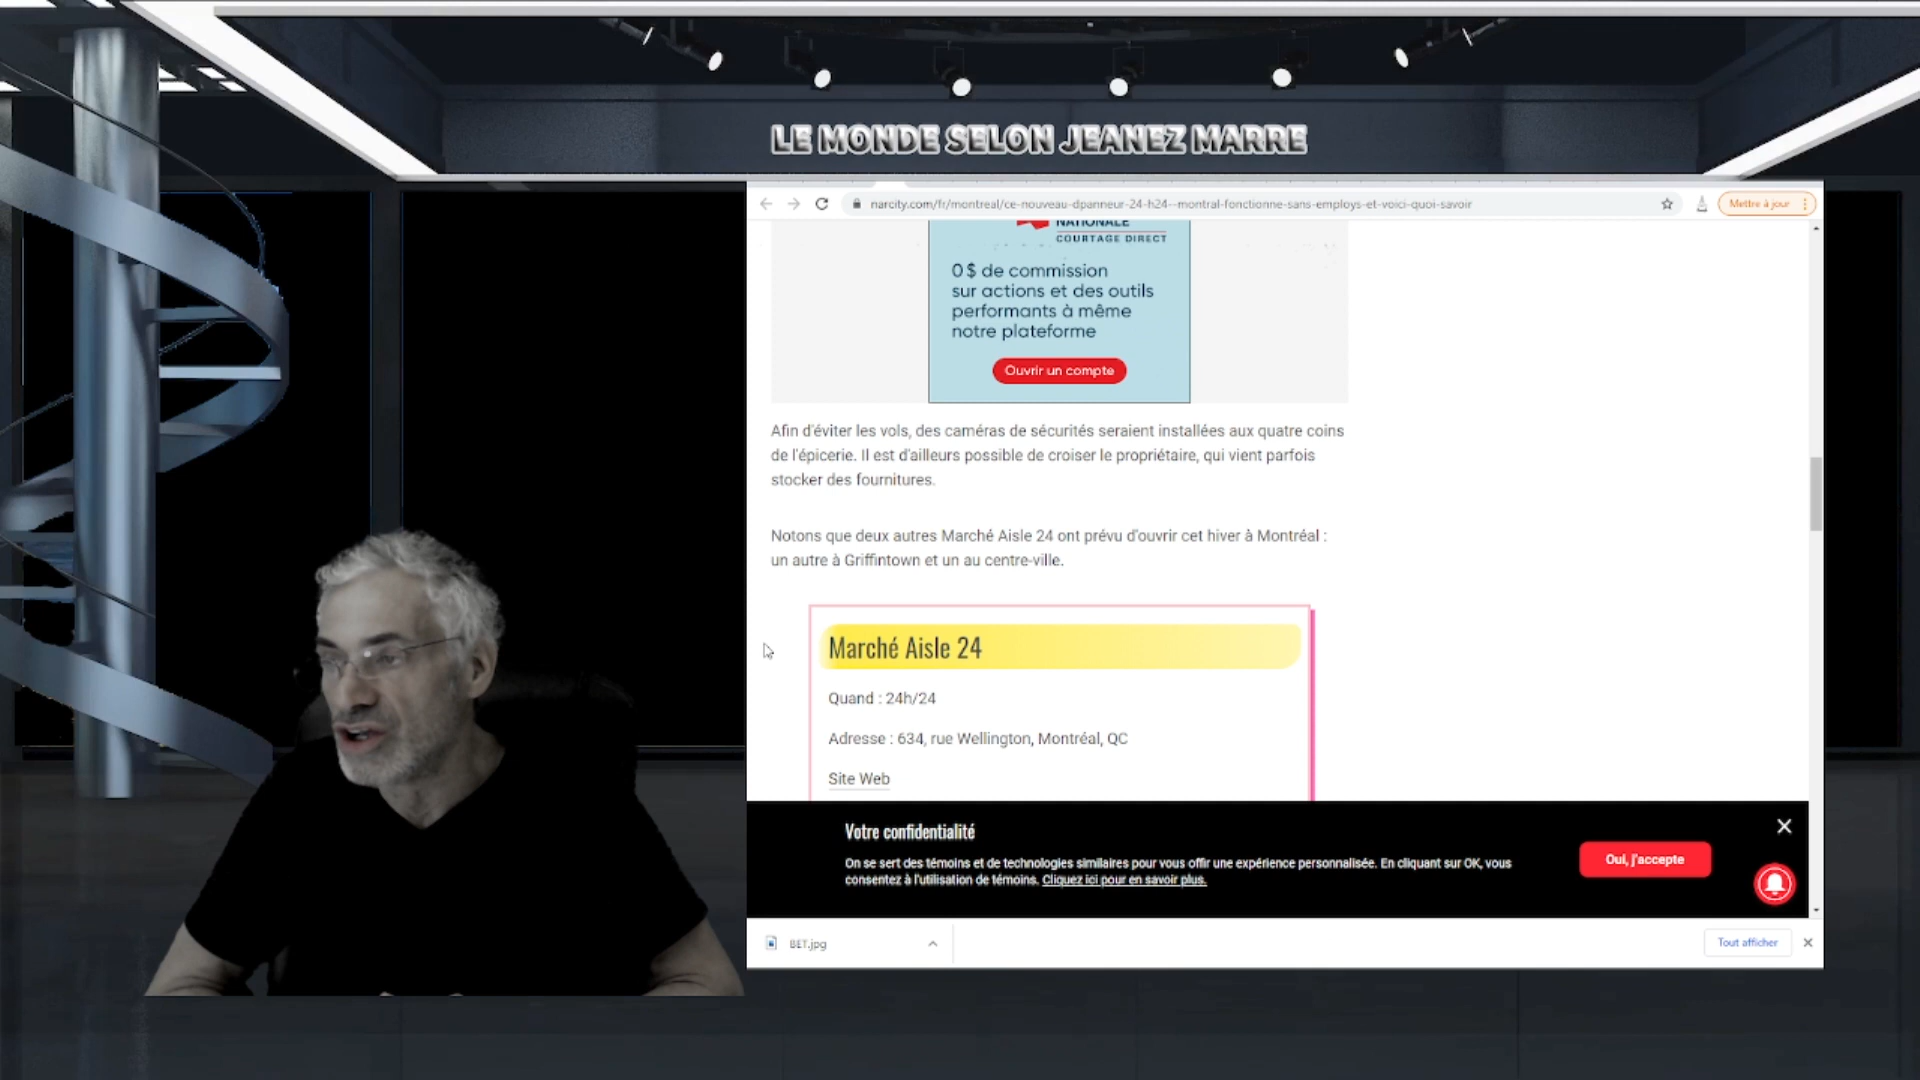 LE MONDE SELON JEANEZ MARRE
narcity.com/fr/montreal/ce-nouveau-dpanneur-24-h24--montral-fonctionne-sans-employs-et-voici-quoi-savoir
Mettre à jour
NATIONALE
COURTAGE DIRECT
0 $ de commission
sur actions et des outils
performants à même
notre plateforme
Ouvrir un compte
Afin d'éviter les vols, des caméras de sécurités seraient installées aux quatre coins
de l'épicerie. Il est d'ailleurs possible de croiser le propriétaire, qui vient parfois
stocker des fournitures.
Notons que deux autres Marché Aisle 24 ont prévu d'ouvrir cet hiver à Montréal :
un autre à Griffintown et un au centre-ville.
Marché Aisle 24
Quand : 24h/24
Adresse : 634, rue Wellington, Montréal, QC
Site Web
Votre confidentialité
On se sert des témoins et de technologies similaires pour vous offir une expérience personnalisée. En cliquant sur OK, vous
consentez à l'utilisation de témoins. Cliquez ici pour en savoir plus.
Oui, j'accepte
BET.jpg
Tout afficher